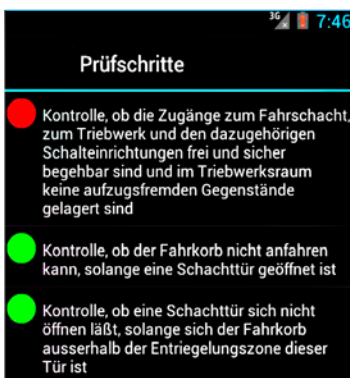 3G 7:46
Prüfschritte
Kontrolle, ob die Zugänge zum Fahrschacht,
zum Triebwerk und den dazugehörigen
Schalteinrichtungen frei und sicher
begehbar sind und im Triebwerksraum
keine aufzugsfremden Gegenstände
gelagert sind
Kontrolle, ob der Fahrkorb nicht anfahren
kann, solange eine Schachttür geöffnet ist
Kontrolle, ob eine Schachttür sich nicht
öffnen läßt, solange sich der Fahrkorb
ausserhalb der Entriegelungszone dieser
Tür ist